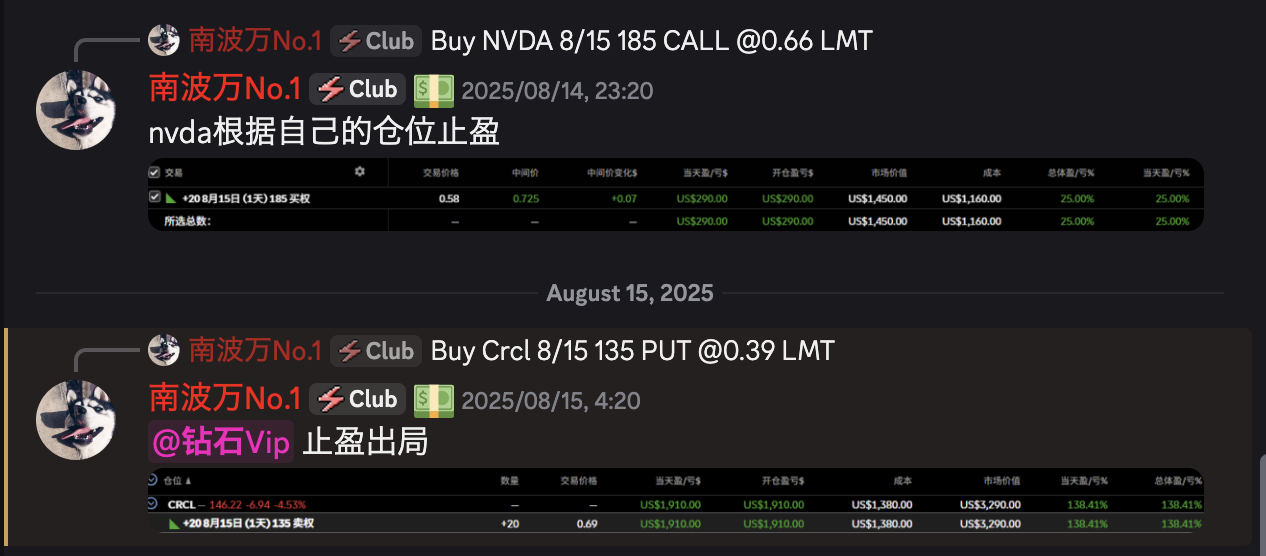 南波万No.1 Club Buy NVDA 8/15 185 CALL @0.66 LMT
南波万No.1 Club 2025/08/14, 23:20
nvda根据自己的仓位止盈
交易 交易价格 中间价 中间价变化$ 当天盈/亏$ 开仓盈亏$ 市场价值 成本 总体盈/亏% 当天盈/亏%
+20 8月15日 (1天) 185 买权 0.58 0.725 +0.07 US$290.00 US$290.00 US$1,450.00 US$1,160.00 25.00% 25.00%
所选总数: – – – US$290.00 US$290.00 US$1,450.00 US$1,160.00 25.00% 25.00%
August 15, 2025
南波万No.1 Club Buy Crcl 8/15 135 PUT @0.39 LMT
南波万No.1 Club 2025/08/15, 4:20
@钻石Vip 止盈出局
仓位 数量 交易价格 当天盈/亏$ 开仓盈亏$ 成本 市场价值 当天盈/亏% 总体盈/亏%
CRCL – 146.22 -6.94 -4.53% – – US$1,910.00 US$1,910.00 US$1,380.00 US$3,290.00 138.41% 138.41%
+20 8月15日 (1天) 135 卖权 +20 0.69 US$1,910.00 US$1,910.00 US$1,380.00 US$3,290.00 138.41% 138.41%